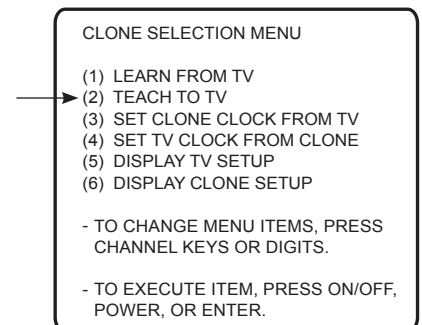 CLONE SELECTION MENU
(1) LEARN FROM TV
(2) TEACH TO TV
(3) SET CLONE CLOCK FROM TV
(4) SET TV CLOCK FROM CLONE
(5) DISPLAY TV SETUP
(6) DISPLAY CLONE SETUP
- TO CHANGE MENU ITEMS, PRESS
CHANNEL KEYS OR DIGITS.
- TO EXECUTE ITEM, PRESS ON/OFF,
POWER, OR ENTER.